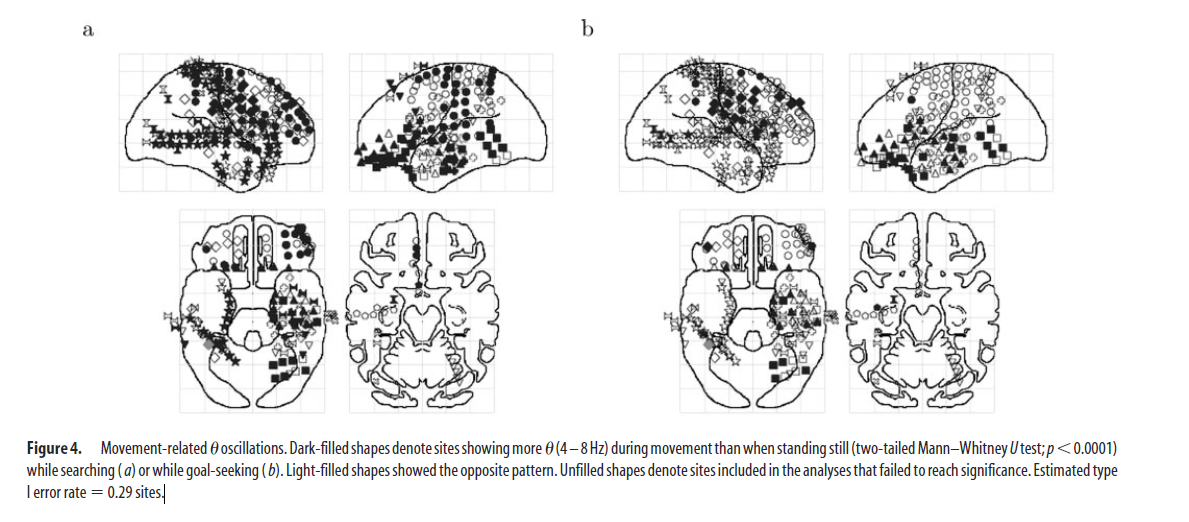 a b
Figure 4. Movement-related θ oscillations. Dark-filled shapes denote sites showing more θ (4–8 Hz) during movement than when standing still (two-tailed Mann–Whitney U test; p < 0.0001)
while searching (a) or while goal-seeking (b). Light-filled shapes showed the opposite pattern. Unfilled shapes denote sites included in the analyses that failed to reach significance. Estimated type
I error rate = 0.29 sites.